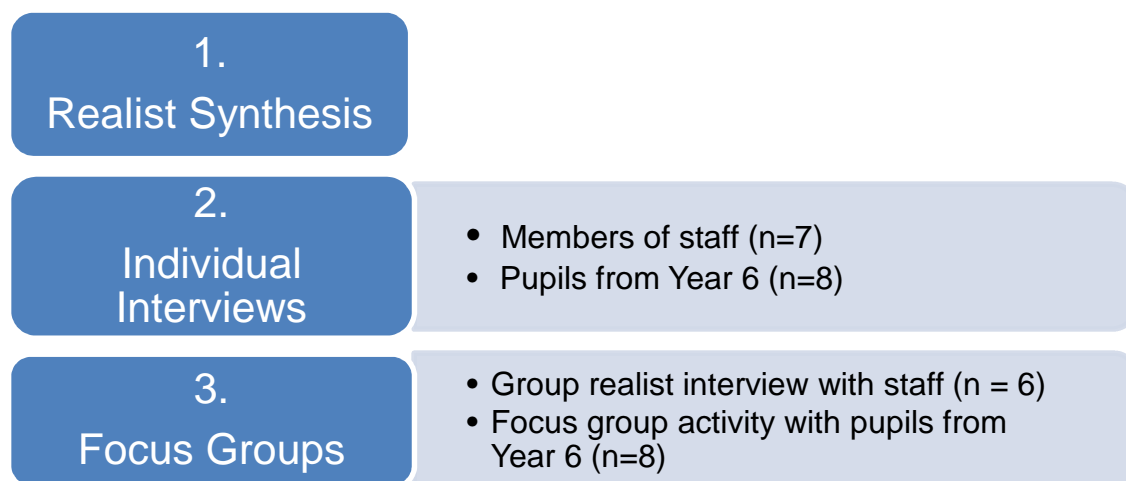 1.
Realist Synthesis
2.
Individual
Interviews
• Members of staff (n=7)
• Pupils from Year 6 (n=8)
3.
Focus Groups
• Group realist interview with staff (n = 6)
• Focus group activity with pupils from
Year 6 (n=8)